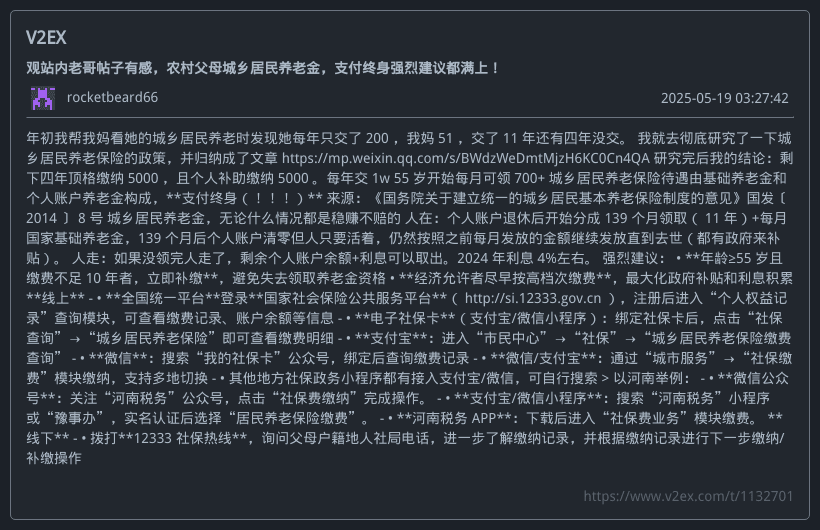 V2EX
观站内老哥帖子有感，农村父母城乡居民养老金，支付终身强烈建议都满上！
rocketbeard66
2025-05-19 03:27:42
年初我帮我妈看她的城乡居民养老时发现她每年只交了 200 ，我妈 51 ，交了 11 年还有四年没交。 我就去彻底研究了一下城
乡居民养老保险的政策，并归纳成了文章 https://mp.weixin.qq.com/s/BWdzWeDmtMjzH6KC0Cn4QA 研究完后我的结论：剩
下四年顶格缴纳 5000 ，且个人补助缴纳 5000 。每年交 1w 55 岁开始每月可领 700+ 城乡居民养老保险待遇由基础养老金和
个人账户养老金构成，**支付终身（ ！！！）** 来源：《国务院关于建立统一的城乡居民基本养老保险制度的意见》国发〔
2014 〕8 号 城乡居民养老金，无论什么情况都是稳赚不赔的 人在：个人账户退休后开始分成 139 个月领取（ 11 年）+每月
国家基础养老金，139 个月后个人账户清零但人只要活着，仍然按照之前每月发放的金额继续发放直到去世（都有政府来补
贴）。 人走：如果没领完人走了，剩余个人账户余额+利息可以取出。2024 年利息 4%左右。 强烈建议： • **年龄≥55 岁且
缴费不足 10 年者，立即补缴**，避免失去领取养老金资格 • **经济允许者尽早按高档次缴费**，最大化政府补贴和利息积累
**线上** - • **全国统一平台**登录**国家社会保险公共服务平台**（ http://si.12333.gov.cn ），注册后进入“个人权益记
录”查询模块，可查看缴费记录、账户余额等信息 - • **电子社保卡**（支付宝/微信小程序）：绑定社保卡后，点击“社保
查询” → “城乡居民养老保险”即可查看缴费明细 - • **支付宝**：进入“市民中心” → “社保” → “城乡居民养老保险缴费
查询” - • **微信**：搜索“我的社保卡”公众号，绑定后查询缴费记录 - • **微信/支付宝**：通过“城市服务” → “社保缴
费”模块缴纳，支持多地切换 - • 其他地方社保政务小程序都有接入支付宝/微信，可自行搜索 > 以河南举例： - • **微信公众
号**：关注“河南税务”公众号，点击“社保费缴纳”完成操作。 - • **支付宝/微信小程序**：搜索“河南税务”小程序
或“豫事办”，实名认证后选择“居民养老保险缴费”。 - • **河南税务 APP**：下载后进入“社保费业务”模块缴费。 **
线下** - • 拨打**12333 社保热线**，询问父母户籍地人社局电话，进一步了解缴纳记录，并根据缴纳记录进行下一步缴纳/
补缴操作
https://www.v2ex.com/t/1132701